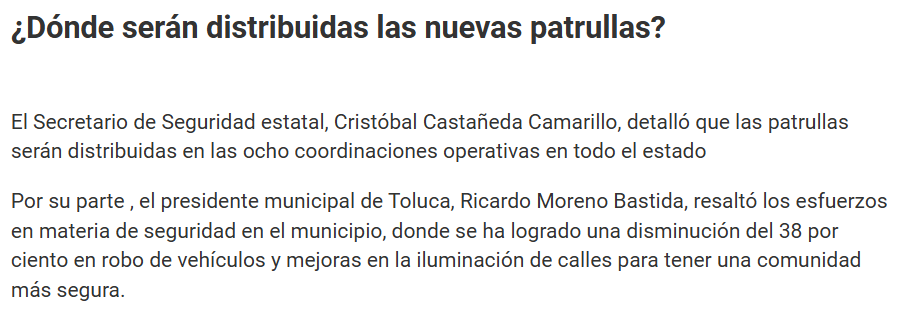 ¿Dónde serán distribuidas las nuevas patrullas?
El Secretario de Seguridad estatal, Cristóbal Castañeda Camarillo, detalló que las patrullas
serán distribuidas en las ocho coordinaciones operativas en todo el estado
Por su parte , el presidente municipal de Toluca, Ricardo Moreno Bastida, resaltó los esfuerzos
en materia de seguridad en el municipio, donde se ha logrado una disminución del 38 por
ciento en robo de vehículos y mejoras en la iluminación de calles para tener una comunidad
más segura.